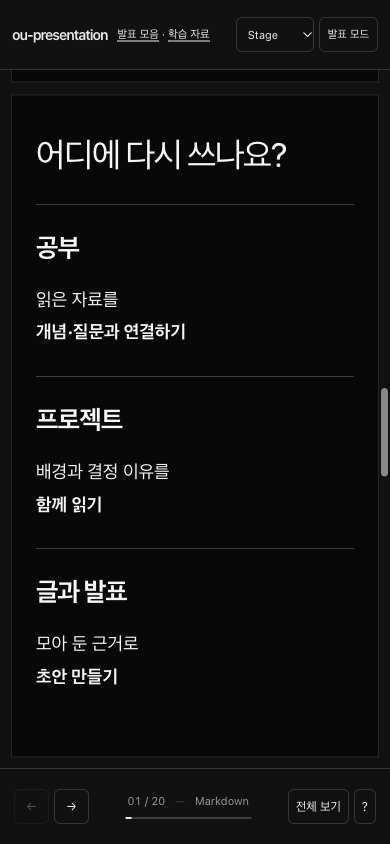 ou-presentation 발표 모음 · 학습 자료 Stage 발표 모드
어디에 다시 쓰나요?
공부
읽은 자료를
개념·질문과 연결하기
프로젝트
배경과 결정 이유를
함께 읽기
글과 발표
모아 둔 근거로
초안 만들기
← → 01 / 20 — Markdown 전체 보기 ?